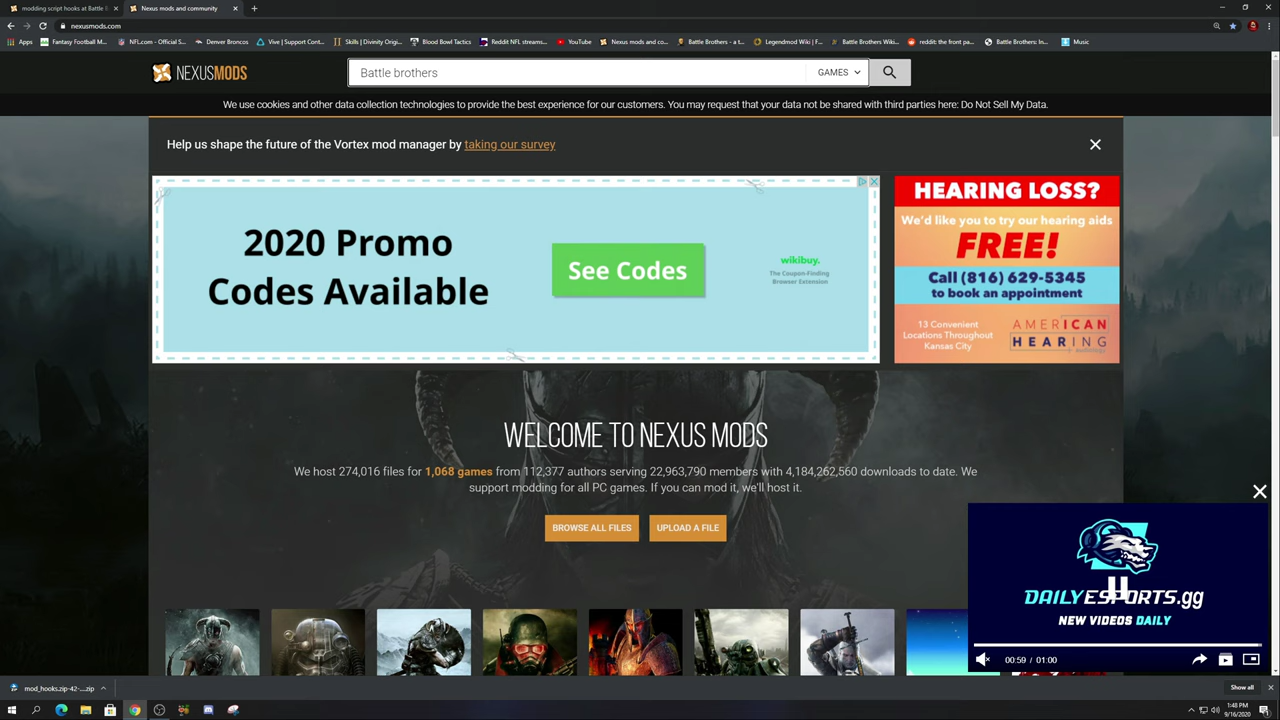 modding script hooks at Battle B
Nexus mods and community
nexusmods.com
Apps
Fantasy Football M...
NFL.com - Official S...
Denver Broncos
Vive | Support Cont...
Skills | Divinity Origi...
Blood Bowl Tactics
Reddit NFL streams...
YouTube
Nexus mods and co...
Battle Brothers - a t...
Legendmod Wiki | F...
Battle Brothers Wiki...
reddit: the front pa...
Battle Brothers: In...
Music
NEXUSMODS
Battle brothers
GAMES
We use cookies and other data collection technologies to provide the best experience for our customers. You may request that your data not be shared with third parties here: Do Not Sell My Data.
Help us shape the future of the Vortex mod manager by taking our survey
2020 Promo
Codes Available
See Codes
wikibuy.
The Coupon-Finding
Browser Extension
HEARING LOSS?
We'd like you to try our hearing aids
FREE!
Call (816) 629-5345
to book an appointment
13 Convenient
Locations Throughout
Kansas City
AMERICAN
HEARING
WELCOME TO NEXUS MODS
We host 274,016 files for 1,068 games from 112,377 authors serving 22,963,790 members with 4,184,262,560 downloads to date. We
support modding for all PC games. If you can mod it, we'll host it.
BROWSE ALL FILES
UPLOAD A FILE
DAILYESPORTS.gg
NEW VIDEOS DAILY
00:59 / 01:00
mod_hooks.zip-42-....zip
Show all
1:48 PM
9/16/2020